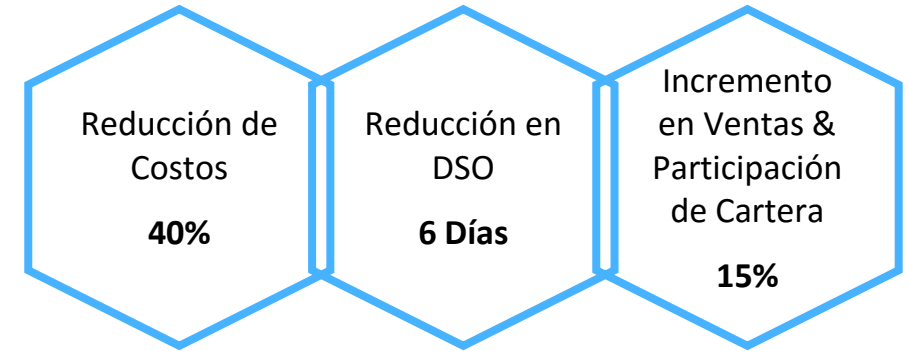 Reducción de
Costos
40%
Reducción en
DSO
6 Días
Incremento
en Ventas &
Participación
de Cartera
15%